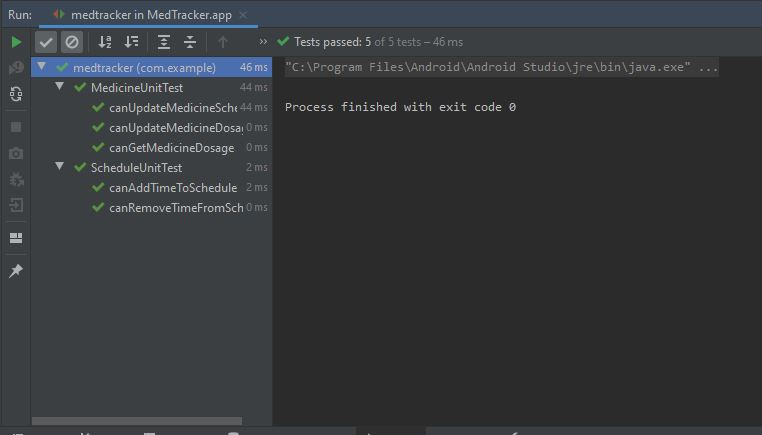 Run: medtracker in MedTracker.app
Tests passed: 5 of 5 tests – 46 ms
medtracker (com.example) 46 ms
"C:\Program Files\Android\Android Studio\jre\bin\java.exe" ...
MedicineUnitTest 44 ms
canUpdateMedicineSche 44 ms
Process finished with exit code 0
canUpdateMedicineDosag 0 ms
canGetMedicineDosage 0 ms
ScheduleUnitTest 2 ms
canAddTimeToSchedule 2 ms
canRemoveTimeFromSch 0 ms